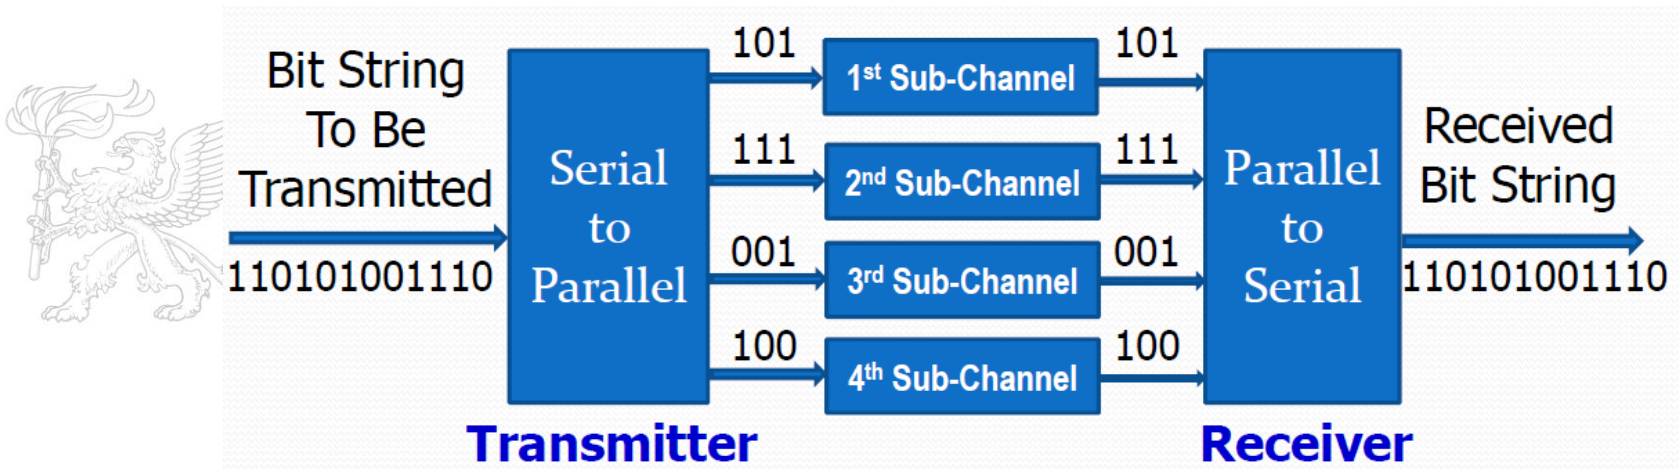 Bit String
To Be
Transmitted
110101001110
Serial
to
Parallel
101
111
001
100
1st Sub-Channel
2nd Sub-Channel
3rd Sub-Channel
4th Sub-Channel
101
111
001
100
Parallel
to
Serial
Received
Bit String
110101001110
Transmitter
Receiver